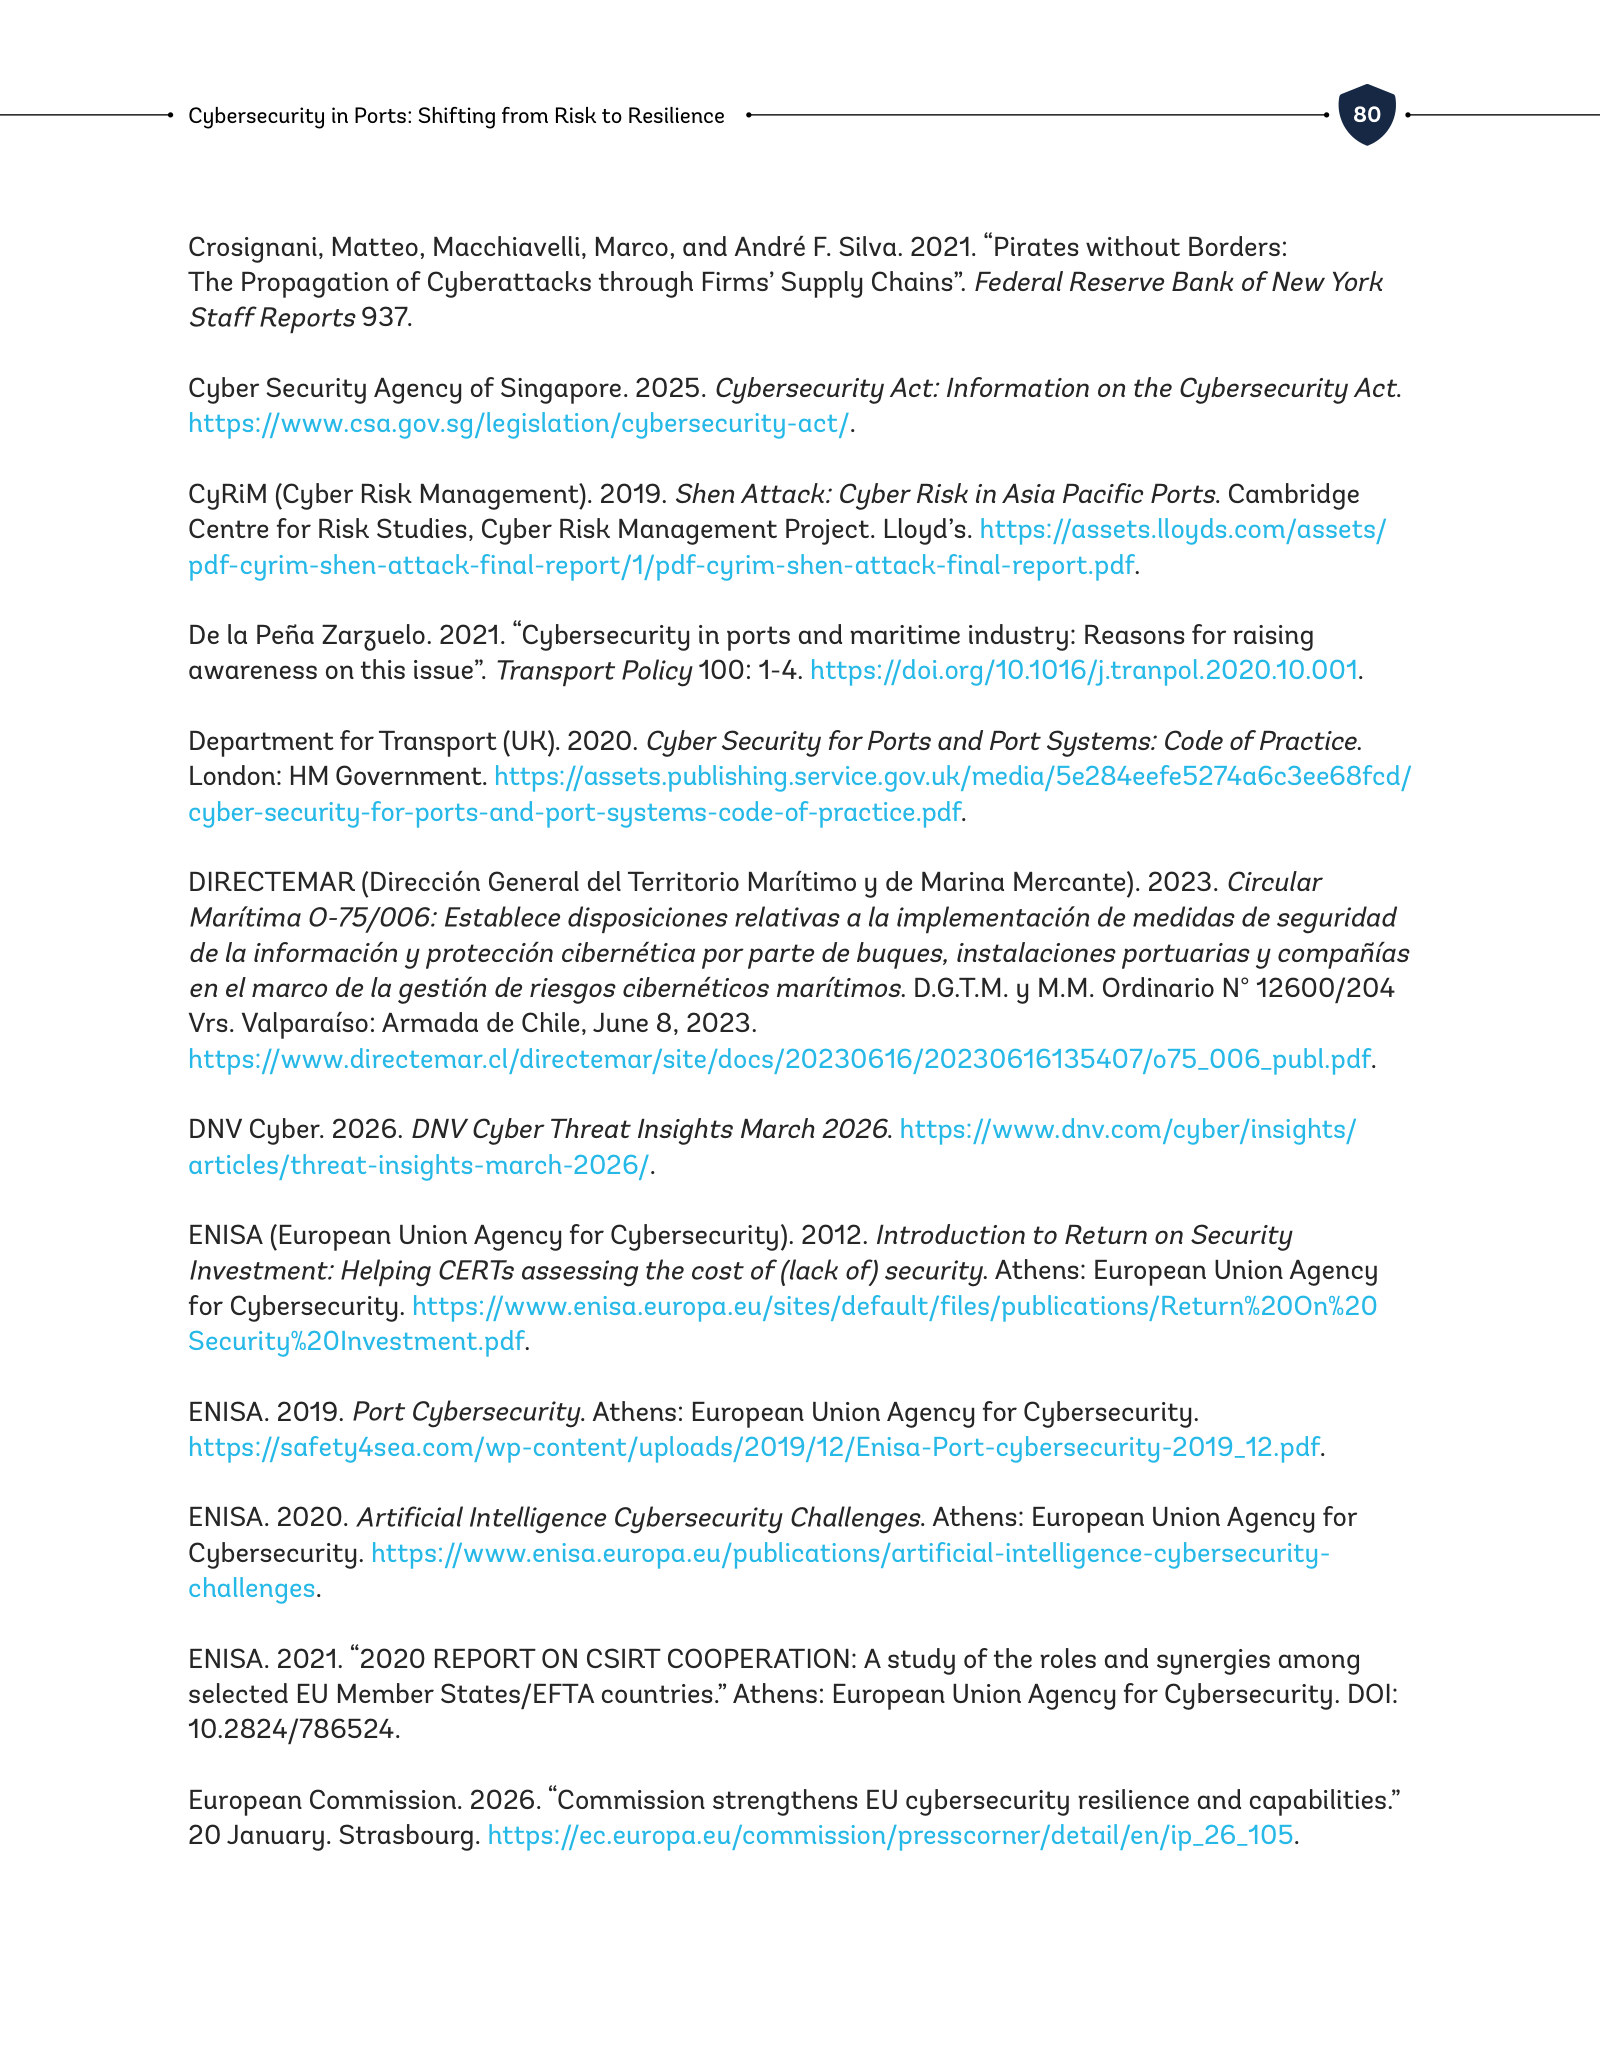 Cybersecurity in Ports: Shifting from Risk to Resilience
80
Crosignani, Matteo, Macchiavelli, Marco, and André F. Silva. 2021. “Pirates without Borders:
The Propagation of Cyberattacks through Firms’ Supply Chains”. Federal Reserve Bank of New York
Staff Reports 937.
Cyber Security Agency of Singapore. 2025. Cybersecurity Act: Information on the Cybersecurity Act.
https://www.csa.gov.sg/legislation/cybersecurity-act/.
CyRiM (Cyber Risk Management). 2019. Shen Attack: Cyber Risk in Asia Pacific Ports. Cambridge
Centre for Risk Studies, Cyber Risk Management Project. Lloyd’s. https://assets.lloyds.com/assets/
pdf-cyrim-shen-attack-final-report/1/pdf-cyrim-shen-attack-final-report.pdf.
De la Peña Zarzuelo. 2021. “Cybersecurity in ports and maritime industry: Reasons for raising
awareness on this issue”. Transport Policy 100: 1-4. https://doi.org/10.1016/j.tranpol.2020.10.001.
Department for Transport (UK). 2020. Cyber Security for Ports and Port Systems: Code of Practice.
London: HM Government. https://assets.publishing.service.gov.uk/media/5e284eefe5274a6c3ee68fcd/
cyber-security-for-ports-and-port-systems-code-of-practice.pdf.
DIRECTEMAR (Dirección General del Territorio Marítimo y de Marina Mercante). 2023. Circular
Marítima O-75/006: Establece disposiciones relativas a la implementación de medidas de seguridad
de la información y protección cibernética por parte de buques, instalaciones portuarias y compañías
en el marco de la gestión de riesgos cibernéticos marítimos. D.G.T.M. y M.M. Ordinario N° 12600/204
Vrs. Valparaíso: Armada de Chile, June 8, 2023.
https://www.directemar.cl/directemar/site/docs/20230616/20230616135407/o75_006_publ.pdf.
DNV Cyber. 2026. DNV Cyber Threat Insights March 2026. https://www.dnv.com/cyber/insights/
articles/threat-insights-march-2026/.
ENISA (European Union Agency for Cybersecurity). 2012. Introduction to Return on Security
Investment: Helping CERTs assessing the cost of (lack of) security. Athens: European Union Agency
for Cybersecurity. https://www.enisa.europa.eu/sites/default/files/publications/Return%20On%20
Security%20Investment.pdf.
ENISA. 2019. Port Cybersecurity. Athens: European Union Agency for Cybersecurity.
https://safety4sea.com/wp-content/uploads/2019/12/Enisa-Port-cybersecurity-2019_12.pdf.
ENISA. 2020. Artificial Intelligence Cybersecurity Challenges. Athens: European Union Agency for
Cybersecurity. https://www.enisa.europa.eu/publications/artificial-intelligence-cybersecurity-
challenges.
ENISA. 2021. “2020 REPORT ON CSIRT COOPERATION: A study of the roles and synergies among
selected EU Member States/EFTA countries.” Athens: European Union Agency for Cybersecurity. DOI:
10.2824/786524.
European Commission. 2026. “Commission strengthens EU cybersecurity resilience and capabilities.”
20 January. Strasbourg. https://ec.europa.eu/commission/presscorner/detail/en/ip_26_105.